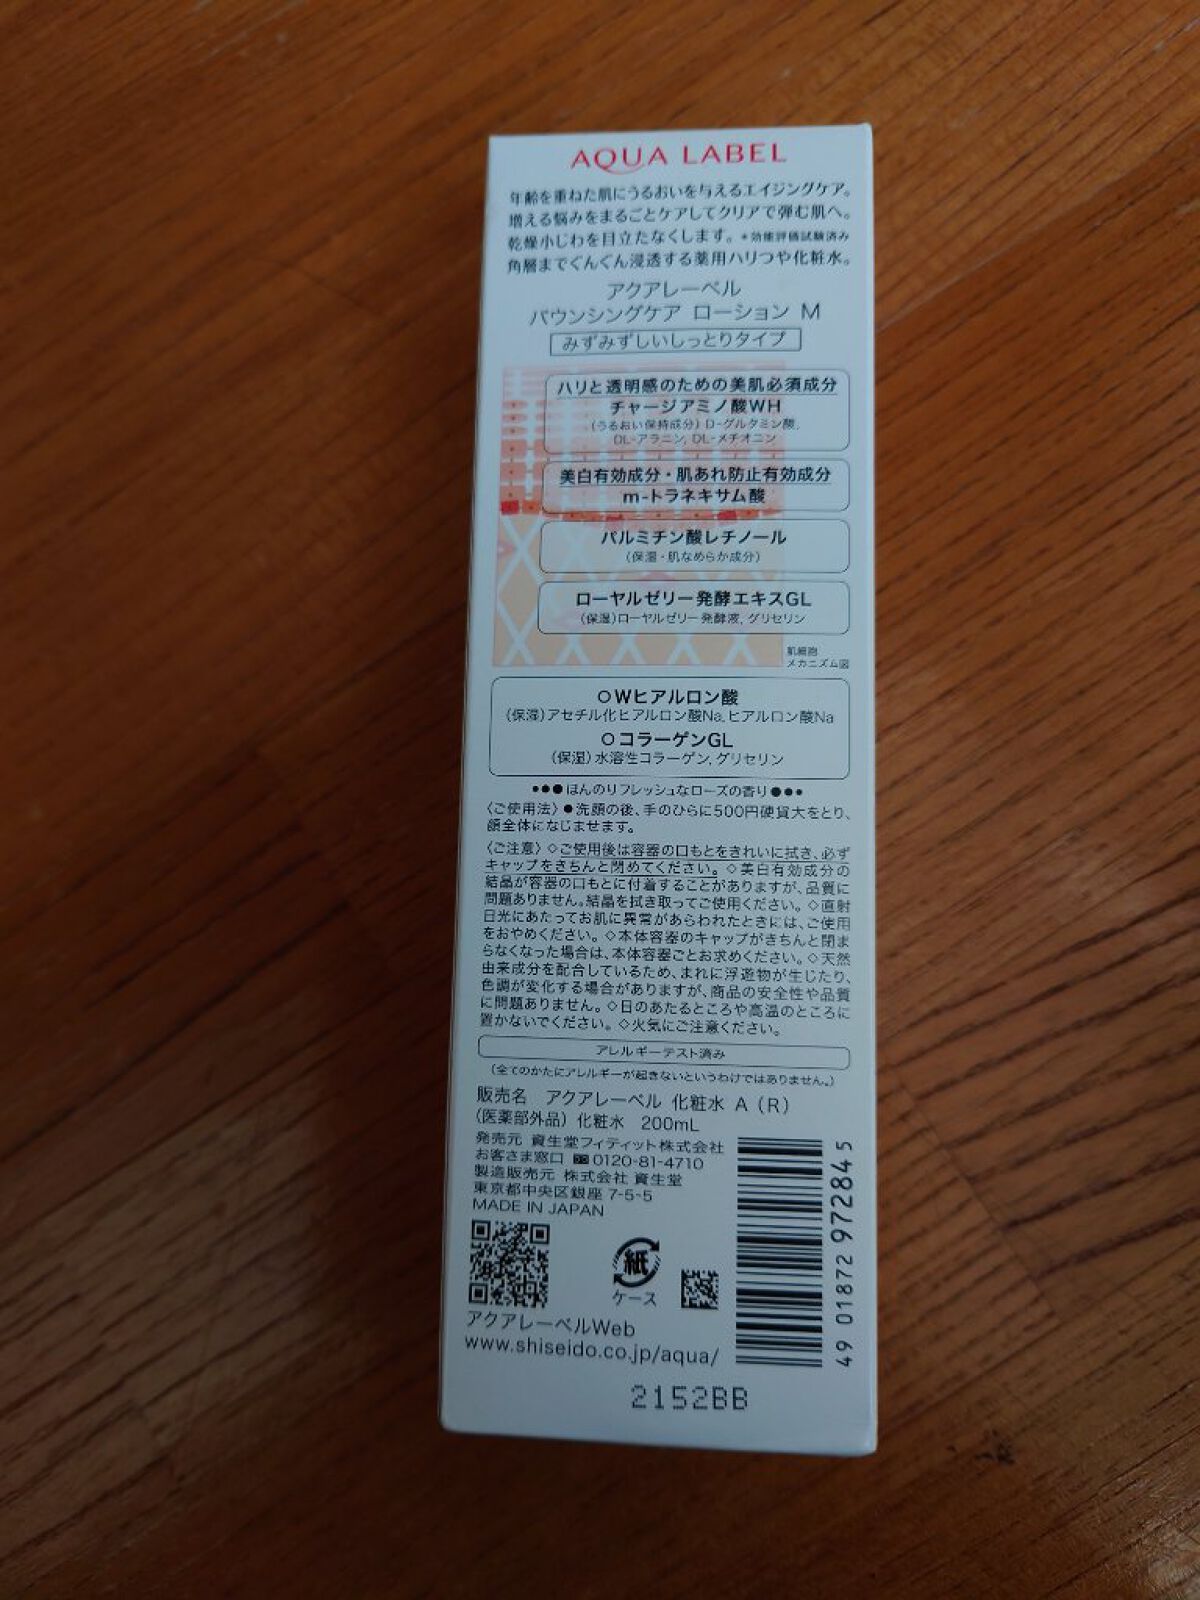 AQUA LABEL
年齢を重ねた肌にうるおいを与えるエイジングケア。
増える悩みをまるごとケアしてクリアで弾む肌へ。
乾燥小じわを目立たなくします。*効能評価試験済み
角層までぐんぐん浸透する薬用ハリつや化粧水。
アクアレーベル
バウンシングケア ローション M
みずみずしいしっとりタイプ
ハリと透明感のための美肌必須成分
チャージアミノ酸WH
(うるおい保持成分) D-グルタミン酸,
DL-アラニン, DL-メチオニン
美白有効成分・肌あれ防止有効成分
m-トラネキサム酸
パルミチン酸レチノール
(保湿・肌なめらか成分)
ローヤルゼリー発酵エキスGL
(保湿)ローヤルゼリー発酵液, グリセリン
肌細胞
メカニズム図
○Wヒアルロン酸
(保湿)アセチル化ヒアルロン酸Na, ヒアルロン酸Na
○コラーゲンGL
(保湿) 水溶性コラーゲン, グリセリン
●●●ほんのりフレッシュなローズの香り●●●
〈ご使用法〉●洗顔の後、手のひらに500円硬貨大をとり、
顔全体になじませます。
〈ご注意〉◇ご使用後は容器の口もとをきれいに拭き、必ず
キャップをきちんと閉めてください。◇美白有効成分の
結晶が容器の口もとに付着することがありますが、品質に
問題ありません。結晶を拭き取ってご使用ください。◇直射
日光にあたってお肌に異常があらわれたときには、ご使用
をおやめください。◇本体容器のキャップがきちんと閉ま
らなくなった場合は、本体容器ごとお求めください。◇天然
由来成分を配合しているため、まれに浮遊物が生じたり、
色調が変化する場合がありますが、商品の安全性や品質
に問題ありません。◇日のあたるところや高温のところに
置かないでください。◇火気にご注意ください。
アレルギーテスト済み
(全てのかたにアレルギーが起きないというわけではありません。)
販売名 アクアレーベル 化粧水 A (R)
(医薬部外品) 化粧水 200mL
発売元 資生堂フィティット株式会社
お客さま窓口 0120-81-4710
製造販売元 株式会社 資生堂
東京都中央区銀座 7-5-5
MADE IN JAPAN
紙
ケース
アクアレーベルWeb
www.shiseido.co.jp/aqua/
49 01872 97284 5
2152BB